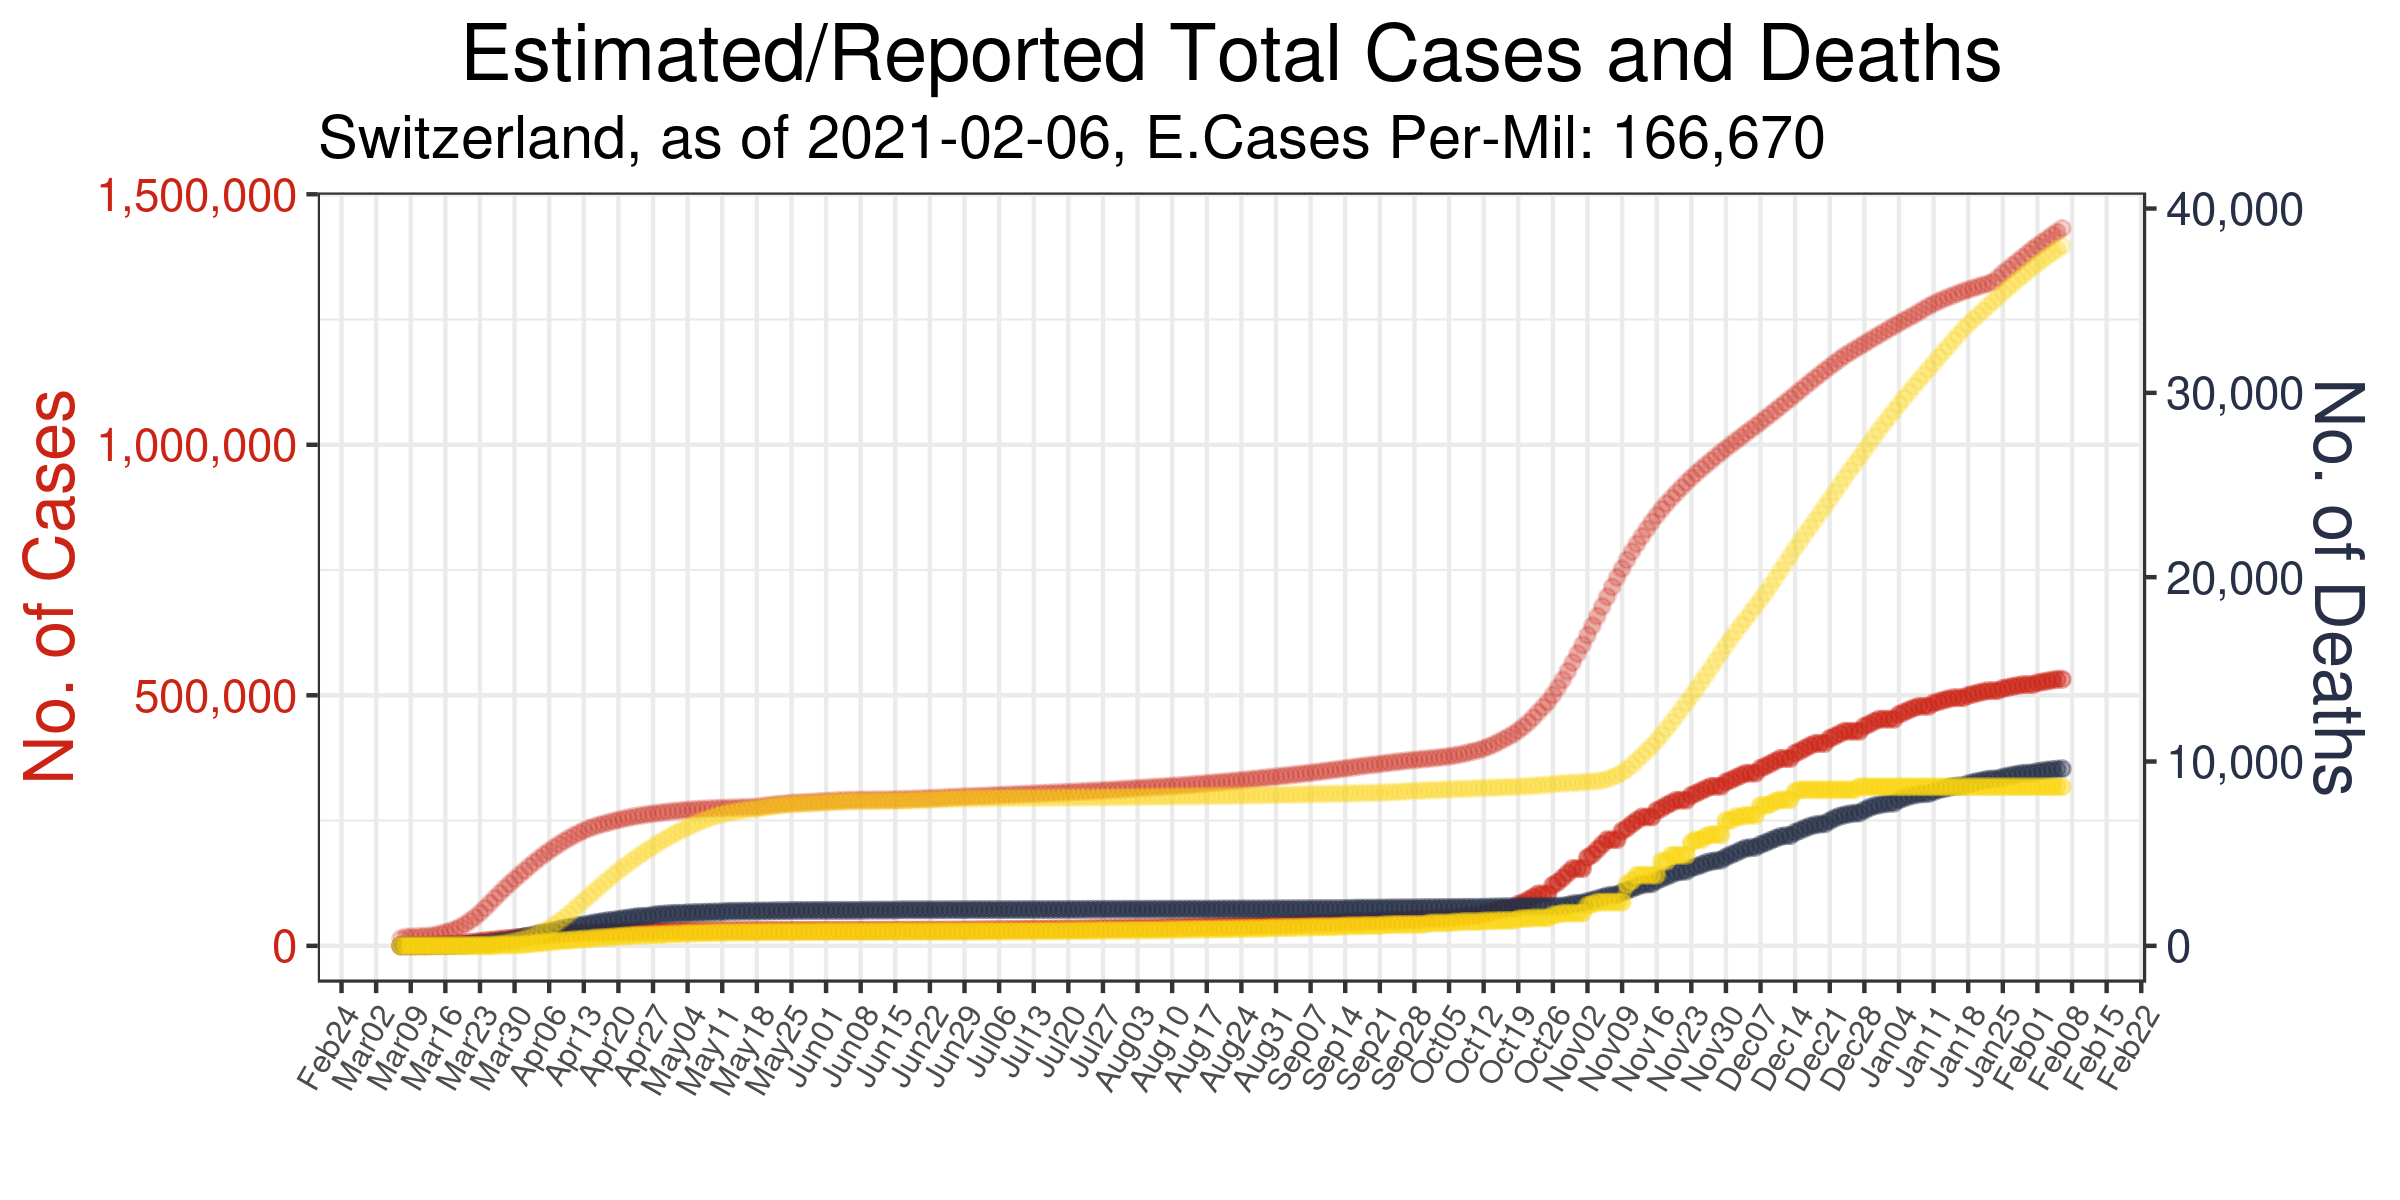 Estimated/Reported Total Cases and Deaths
Switzerland, as of 2021-02-06, E.Cases Per-Mil: 166,670
No. of Cases
1,500,000
1,000,000
500,000
0
40,000
30,000
20,000
10,000
0
No. of Deaths
Feb24
Mar02
Mar09
Mar16
Mar23
Mar30
Apr06
Apr13
Apr20
Apr27
May04
May11
May18
May25
Jun01
Jun08
Jun15
Jun22
Jun29
Jul06
Jul13
Jul20
Jul27
Aug03
Aug10
Aug17
Aug24
Aug31
Sep07
Sep14
Sep21
Sep28
Oct05
Oct12
Oct19
Oct26
Nov02
Nov09
Nov16
Nov23
Nov30
Dec07
Dec14
Dec21
Dec28
Jan04
Jan11
Jan18
Jan25
Feb01
Feb08
Feb15
Feb22